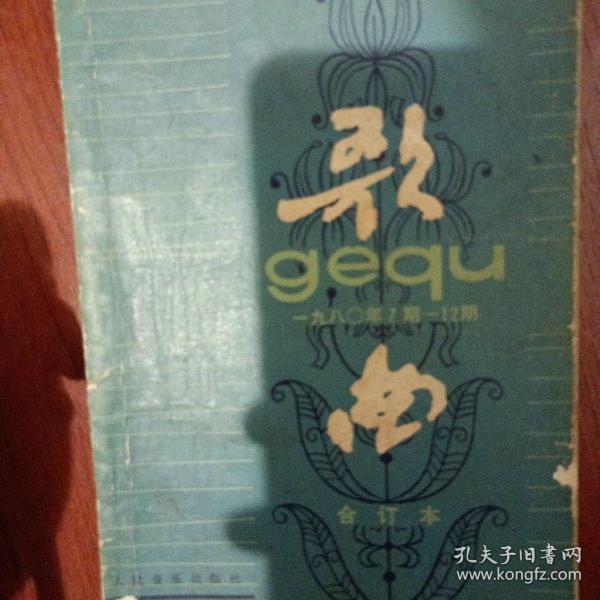 歌
gequ
一九八〇年7期—12期
曲
合订本
人民音乐出版社
孔夫子旧书网
www.kongfz.com